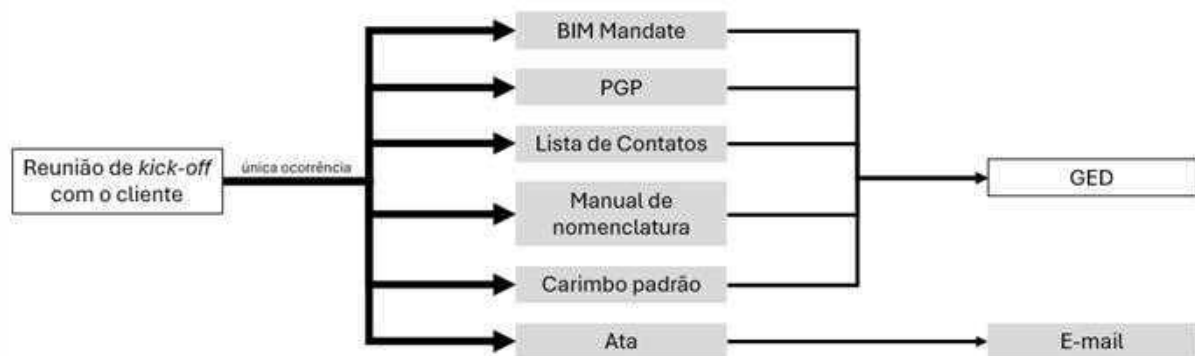 BIM Mandate
PGP
Lista de Contatos
Reunião de kick-off
com o cliente
única ocorrência
GED
Manual de
nomenclatura
Carimbo padrão
Ata
E-mail